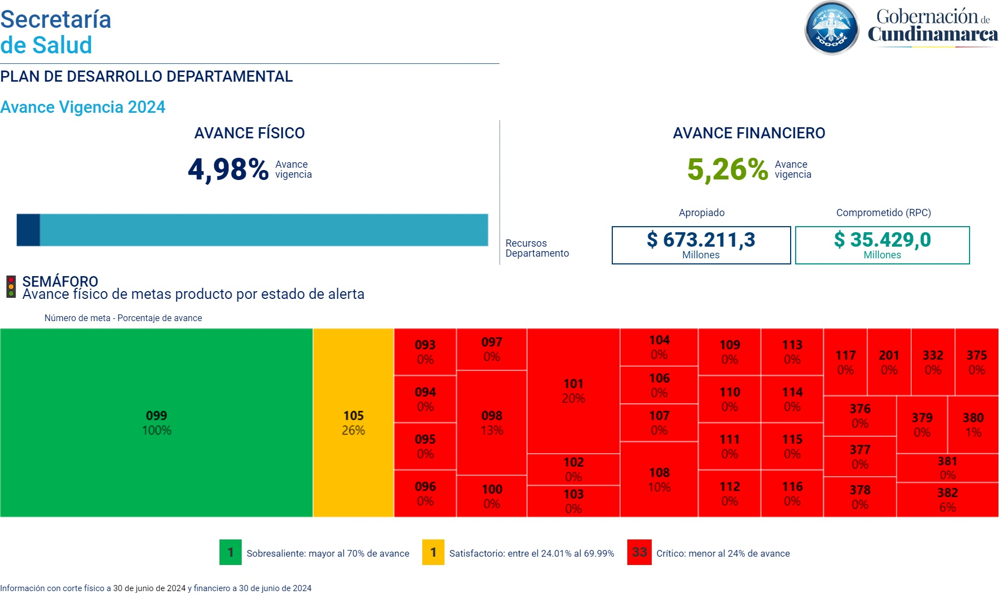 Secretaría
de Salud
Gobernación de
Cundinamarca
PLAN DE DESARROLLO DEPARTAMENTAL
Avance Vigencia 2024
AVANCE FÍSICO
4,98% Avance
vigencia
AVANCE FINANCIERO
5,26% Avance
vigencia
Apropiado
Comprometido (RPC)
Recursos
Departamento
$ 673.211,3
Millones
$ 35.429,0
Millones
SEMÁFORO
Avance físico de metas producto por estado de alerta
Número de meta - Porcentaje de avance
099
100%
105
26%
093
0%
094
0%
095
0%
096
0%
097
0%
098
13%
100
0%
101
20%
102
0%
103
0%
104
0%
106
0%
107
0%
108
10%
109
0%
110
0%
111
0%
112
0%
113
0%
114
0%
115
0%
116
0%
117
0%
201
0%
332
0%
375
0%
376
0%
377
0%
378
0%
379
0%
380
1%
381
0%
382
6%
1 Sobresaliente: mayor al 70% de avance
1 Satisfactorio: entre el 24.01% al 69.99%
33 Crítico: menor al 24% de avance
Información con corte físico a 30 de junio de 2024 y financiero a 30 de junio de 2024